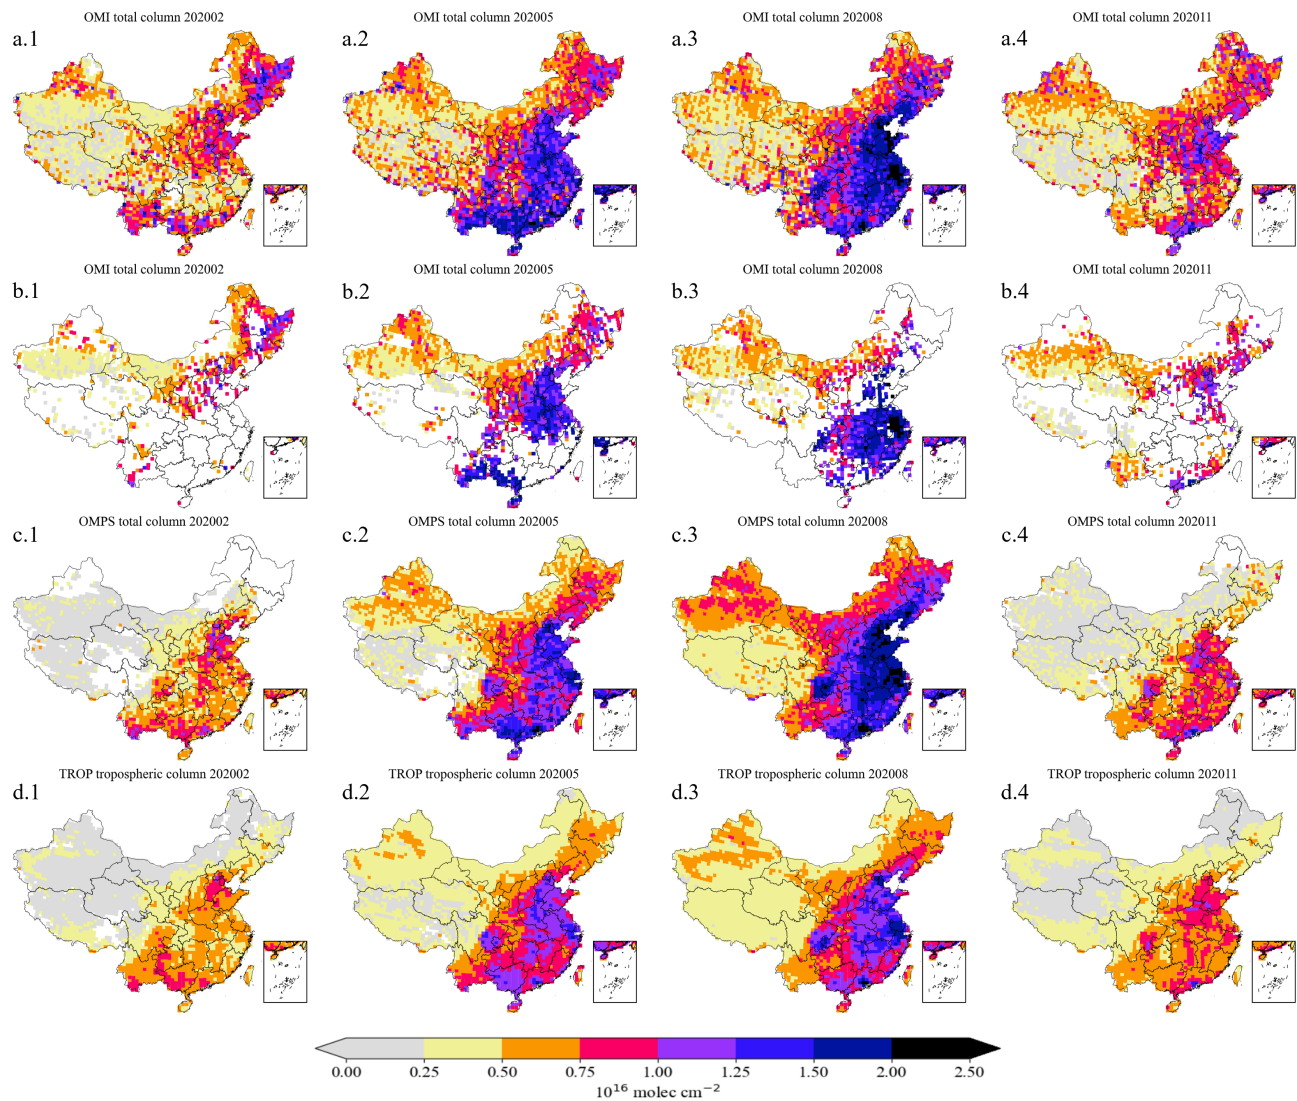 OMI total column 202002
OMI total column 202005
OMI total column 202008
OMI total column 202011
a.1
a.2
a.3
a.4
OMI total column 202002
OMI total column 202005
OMI total column 202008
OMI total column 202011
b.1
b.2
b.3
b.4
OMPS total column 202002
OMPS total column 202005
OMPS total column 202008
OMPS total column 202011
c.1
c.2
c.3
c.4
TROP tropospheric column 202002
TROP tropospheric column 202005
TROP tropospheric column 202008
TROP tropospheric column 202011
d.1
d.2
d.3
d.4
0.00 0.25 0.50 0.75 1.00 1.25 1.50 2.00 2.50
10¹⁶ molec cm⁻²